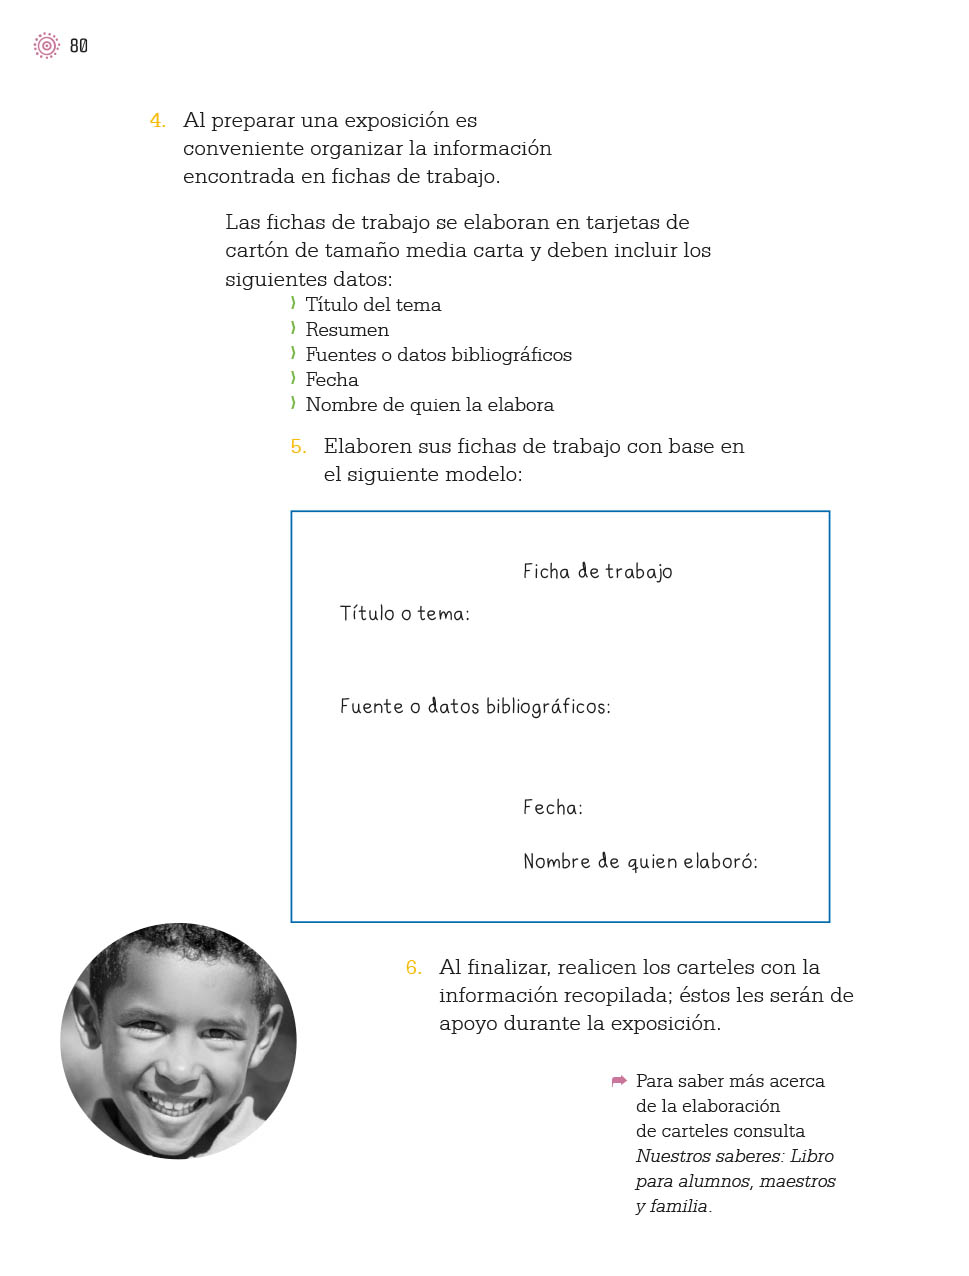 80
4. Al preparar una exposición es
conveniente organizar la información
encontrada en fichas de trabajo.
Las fichas de trabajo se elaboran en tarjetas de
cartón de tamaño media carta y deben incluir los
siguientes datos:
Título del tema
Resumen
Fuentes o datos bibliográficos
Fecha
Nombre de quien la elabora
5. Elaboren sus fichas de trabajo con base en
el siguiente modelo:
Ficha de trabajo
Título o tema:
Fuente o datos bibliográficos:
Fecha:
Nombre de quien elaboró:
6. Al finalizar, realicen los carteles con la
información recopilada; éstos les serán de
apoyo durante la exposición.
Para saber más acerca
de la elaboración
de carteles consulta
Nuestros saberes: Libro
para alumnos, maestros
y familia.